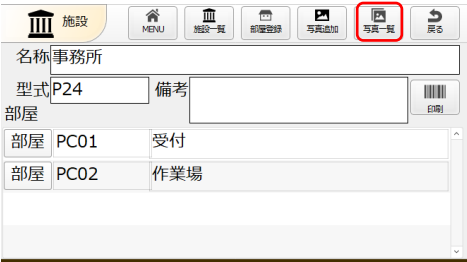 施設 MENU 施設一覧 部屋登録 写真追加 写真一覧 戻る
名称 事務所
型式 P24 備考 印刷
部屋
部屋 PC01 受付
部屋 PC02 作業場